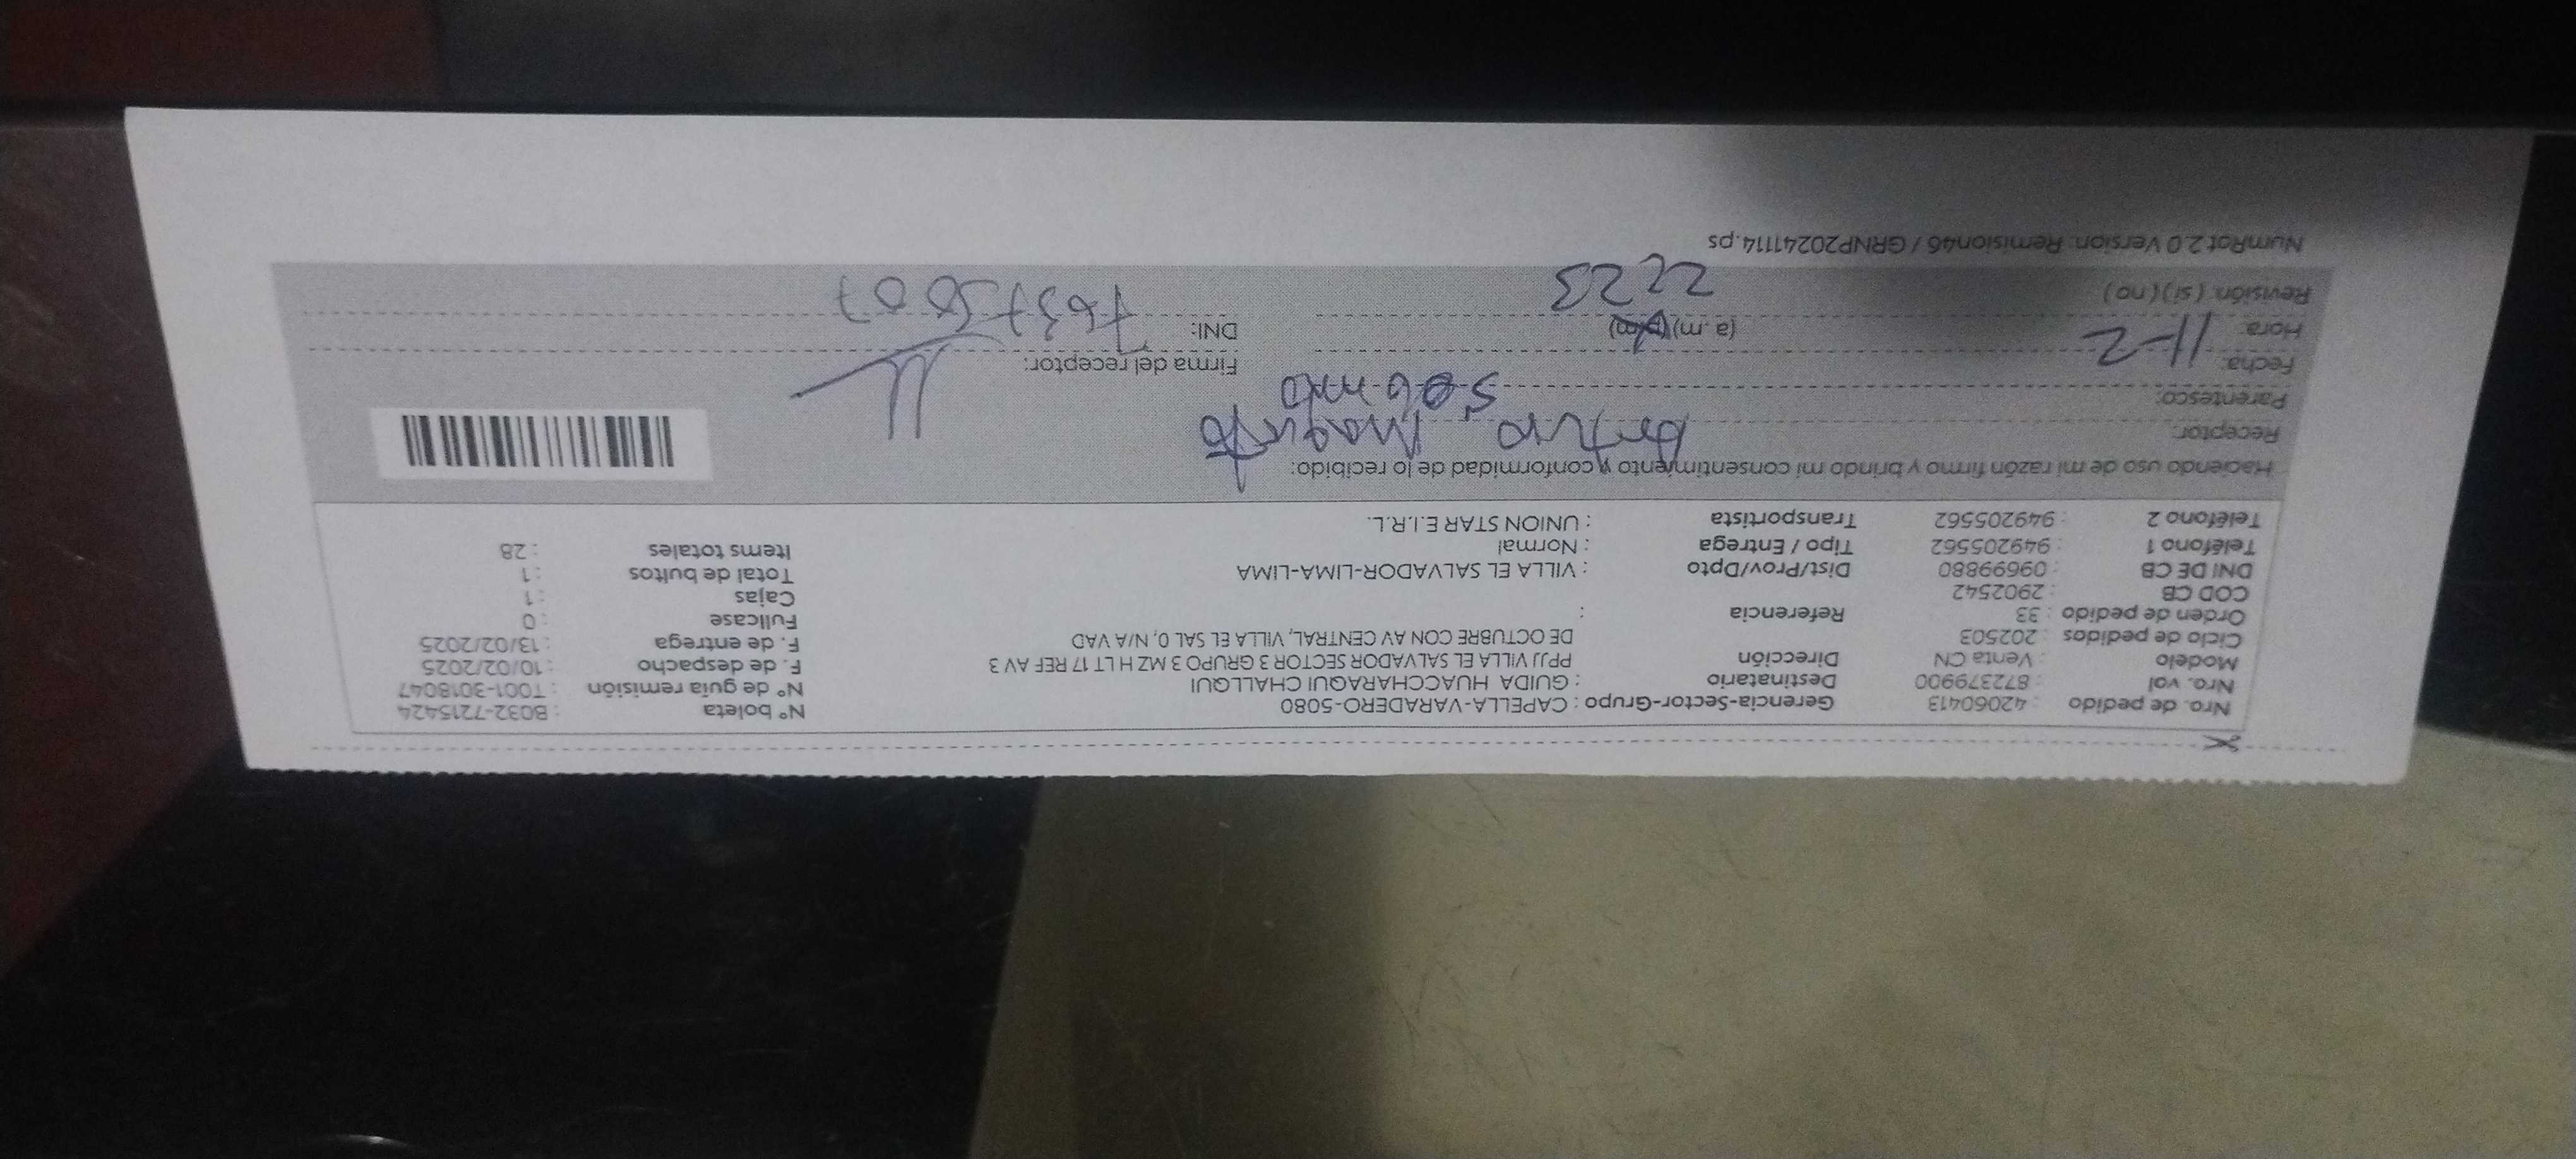 Nro. de pedido : 42060413 Gerencia-Sector-Grupo : CAPELLA-VARADERO-5080 N° boleta : B032-7215424
Nro. val : 872379900 Destinatario : GUIDA HUACCHARAQUI CHALLQUI N° de guía remisión : T001-3018047
Modelo : Venta CN Dirección PPJJ VILLA EL SALVADOR SECTOR 3 GRUPO 3 MZ H LT 17 REF AV 3 F. de despacho : 10/02/2025
Ciclo de pedidos : 202503 DE OCTUBRE CON AV CENTRAL, VILLA EL SAL 0, N/A VAD F. de entrega : 13/02/2025
Orden de pedido : 33 Referencia : Fullcase : 0
COD CB : 2902542 Cajas : 1
DNI DE CB : 09699880 Dist/Prov/Dpto : VILLA EL SALVADOR-LIMA-LIMA Total de bultos : 1
Teléfono 1 : 949205562 Tipo / Entrega : Normal Items totales : 28
Teléfono 2 : 949205562 Transportista : UNION STAR E.I.R.L.
Haciendo uso de mi razón firmo y brindo mi consentimiento y conformidad de lo recibido:
Receptor: Arturo
Parentesco:
Fecha: 11-2 Firma del receptor:
Hora: (a.m)(p.m) DNI:
Revisión: (si)(no) 2223
NumRot 2.0 Version: Remision46 / GRNP20241114.ps